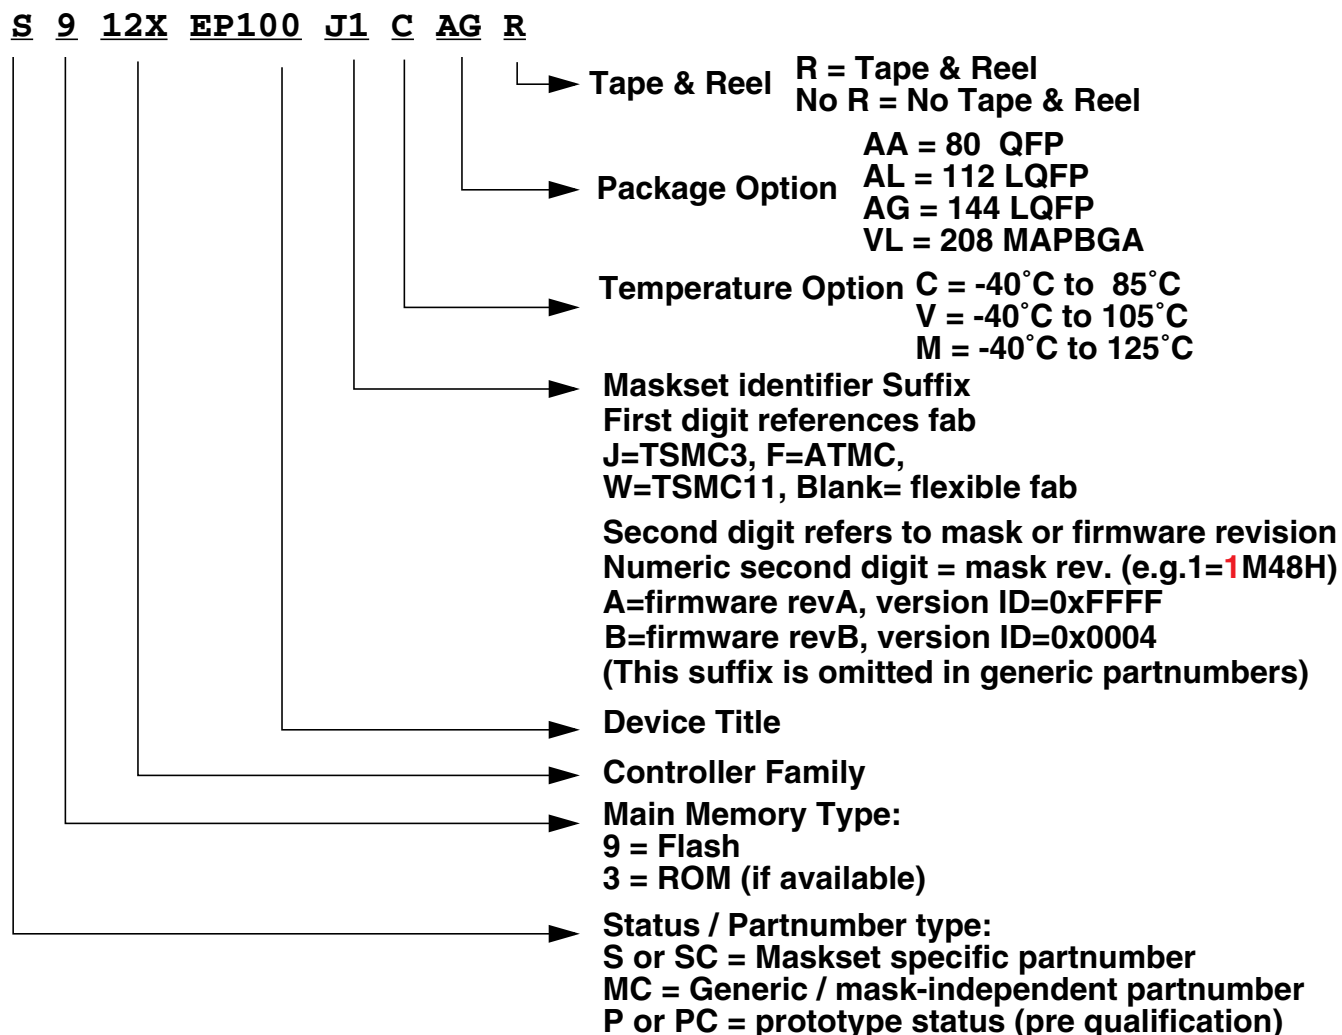 S 9 12X EP100 J1 C AG R
Tape & Reel
R = Tape & Reel
No R = No Tape & Reel
Package Option
AA = 80 QFP
AL = 112 LQFP
AG = 144 LQFP
VL = 208 MAPBGA
Temperature Option
C = -40˚C to 85˚C
V = -40˚C to 105˚C
M = -40˚C to 125˚C
Maskset identifier Suffix
First digit references fab
J=TSMC3, F=ATMC,
W=TSMC11, Blank= flexible fab
Second digit refers to mask or firmware revision
Numeric second digit = mask rev. (e.g.1=1M48H)
A=firmware revA, version ID=0xFFFF
B=firmware revB, version ID=0x0004
(This suffix is omitted in generic partnumbers)
Device Title
Controller Family
Main Memory Type:
9 = Flash
3 = ROM (if available)
Status / Partnumber type:
S or SC = Maskset specific partnumber
MC = Generic / mask-independent partnumber
P or PC = prototype status (pre qualification)